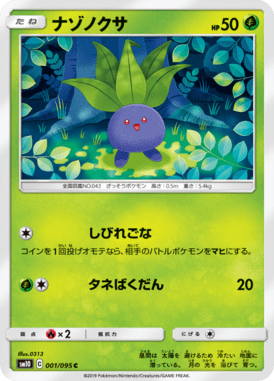 たね ナゾノクサ HP50
全国図鑑NO.043 ざっそうポケモン 高さ:0.5m 重さ:5.4kg
しびれごな
コインを1回投げオモテなら、相手のバトルポケモンをマヒにする。
タネばくだん 20
弱点 ×2 抵抗力 にげる
Illus.0313
昼間は 太陽を 避けるため 冷たい 地面に
潜っている。 月の 光を 浴びて 育つ。
sm10 C 001/095 C
©2019 Pokémon/Nintendo/Creatures/GAME FREAK.